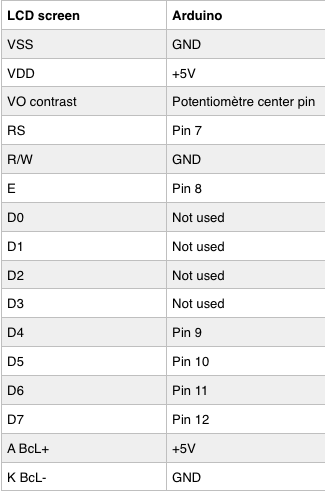 LCD screen Arduino
VSS GND
VDD +5V
VO contrast Potentiomètre center pin
RS Pin 7
R/W GND
E Pin 8
D0 Not used
D1 Not used
D2 Not used
D3 Not used
D4 Pin 9
D5 Pin 10
D6 Pin 11
D7 Pin 12
A BcL+ +5V
K BcL- GND